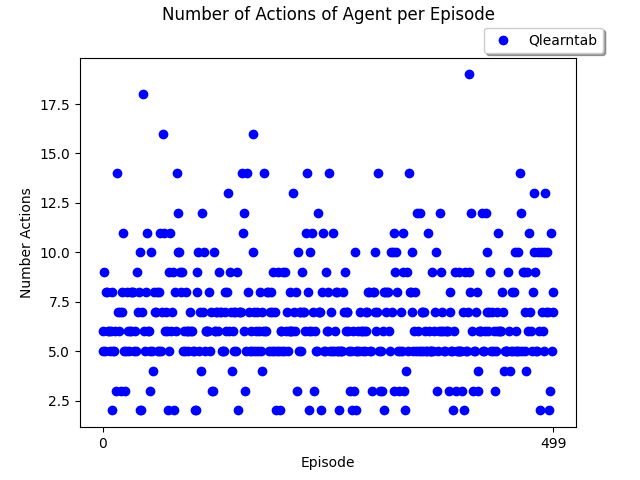 Number of Actions of Agent per Episode
Qlearntab
17.5
15.0
12.5
10.0
7.5
5.0
2.5
Number Actions
0
499
Episode